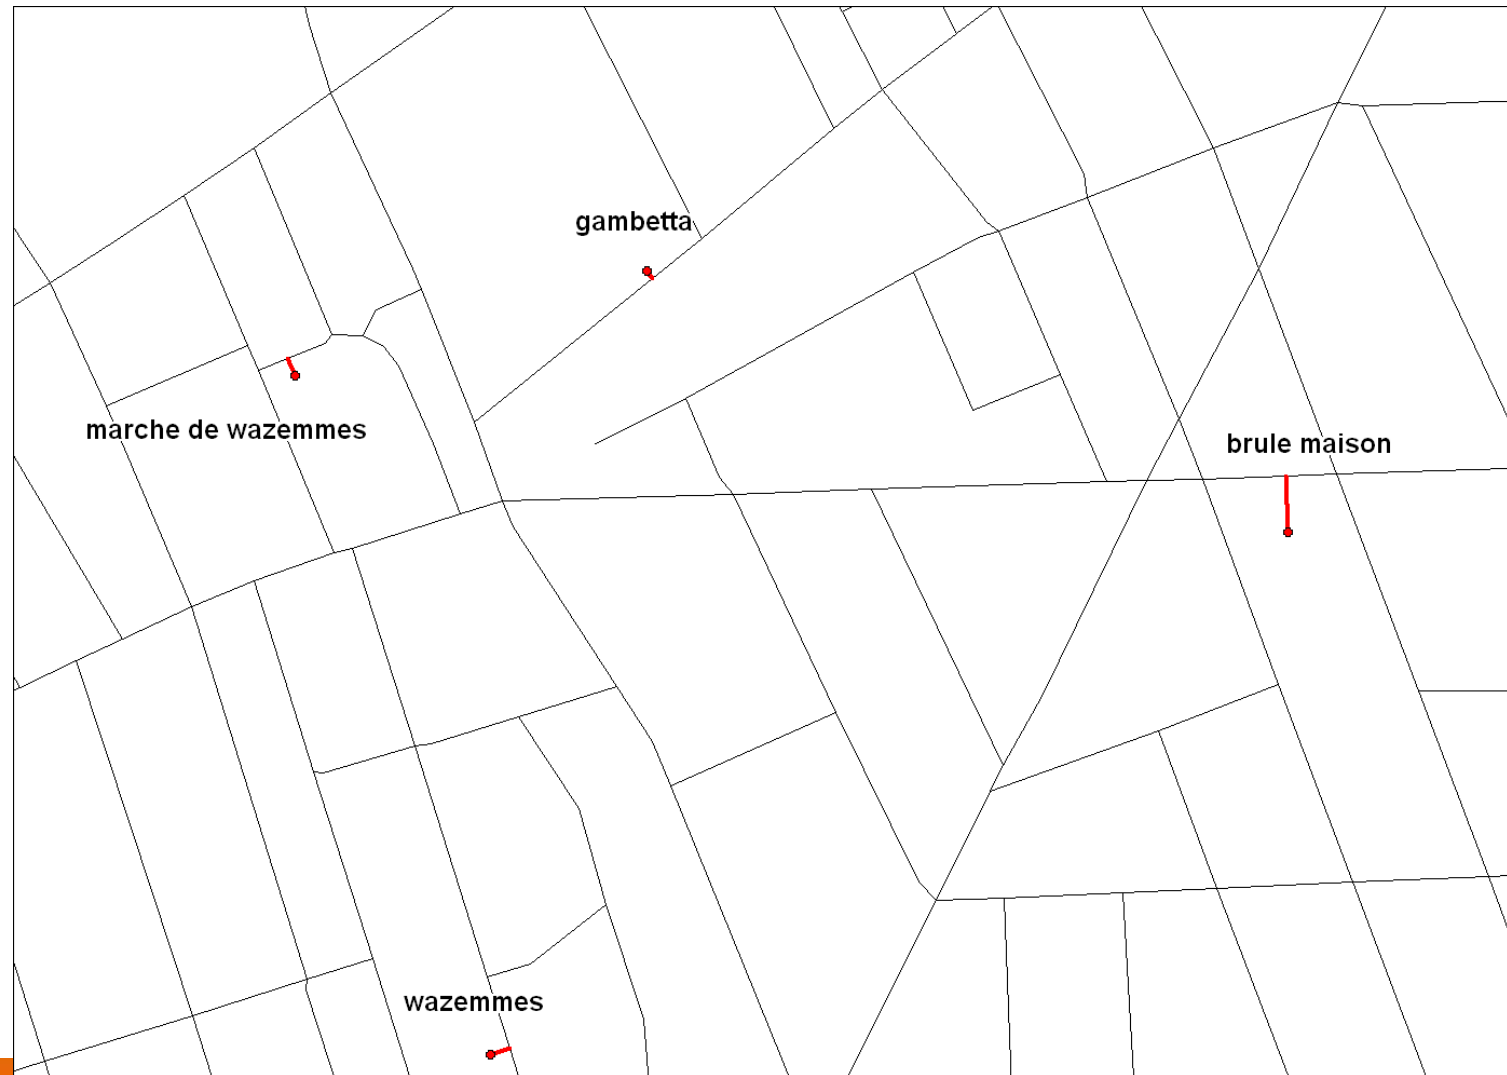 gambetta
marche de wazemmes
brule maison
wazemmes